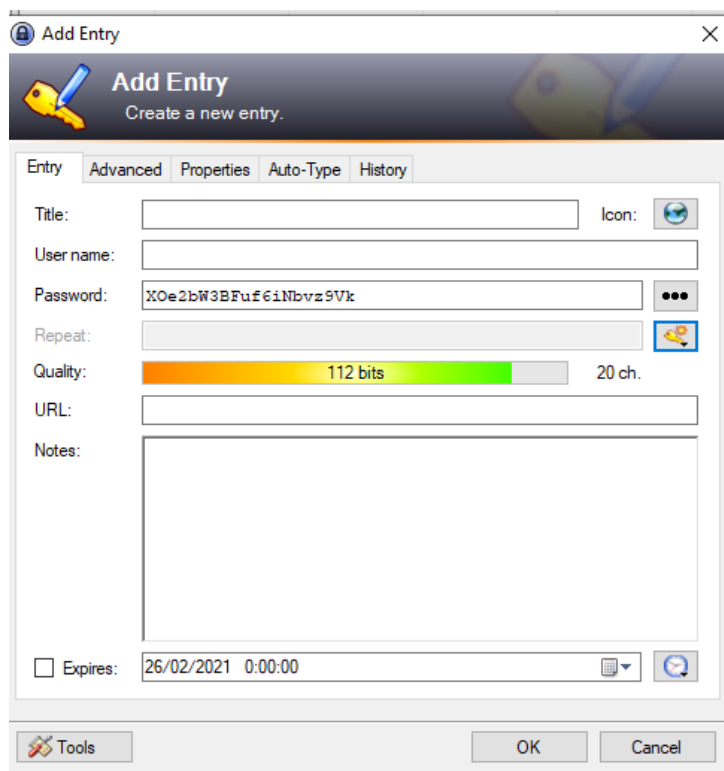 Add Entry
Add Entry
Create a new entry.
Entry Advanced Properties Auto-Type History
Title: Icon:
User name:
Password: XOe2bW3BFuf6iNbvz9Vk
Repeat:
Quality: 112 bits 20 ch.
URL:
Notes:
Expires: 26/02/2021 0:00:00
Tools OK Cancel